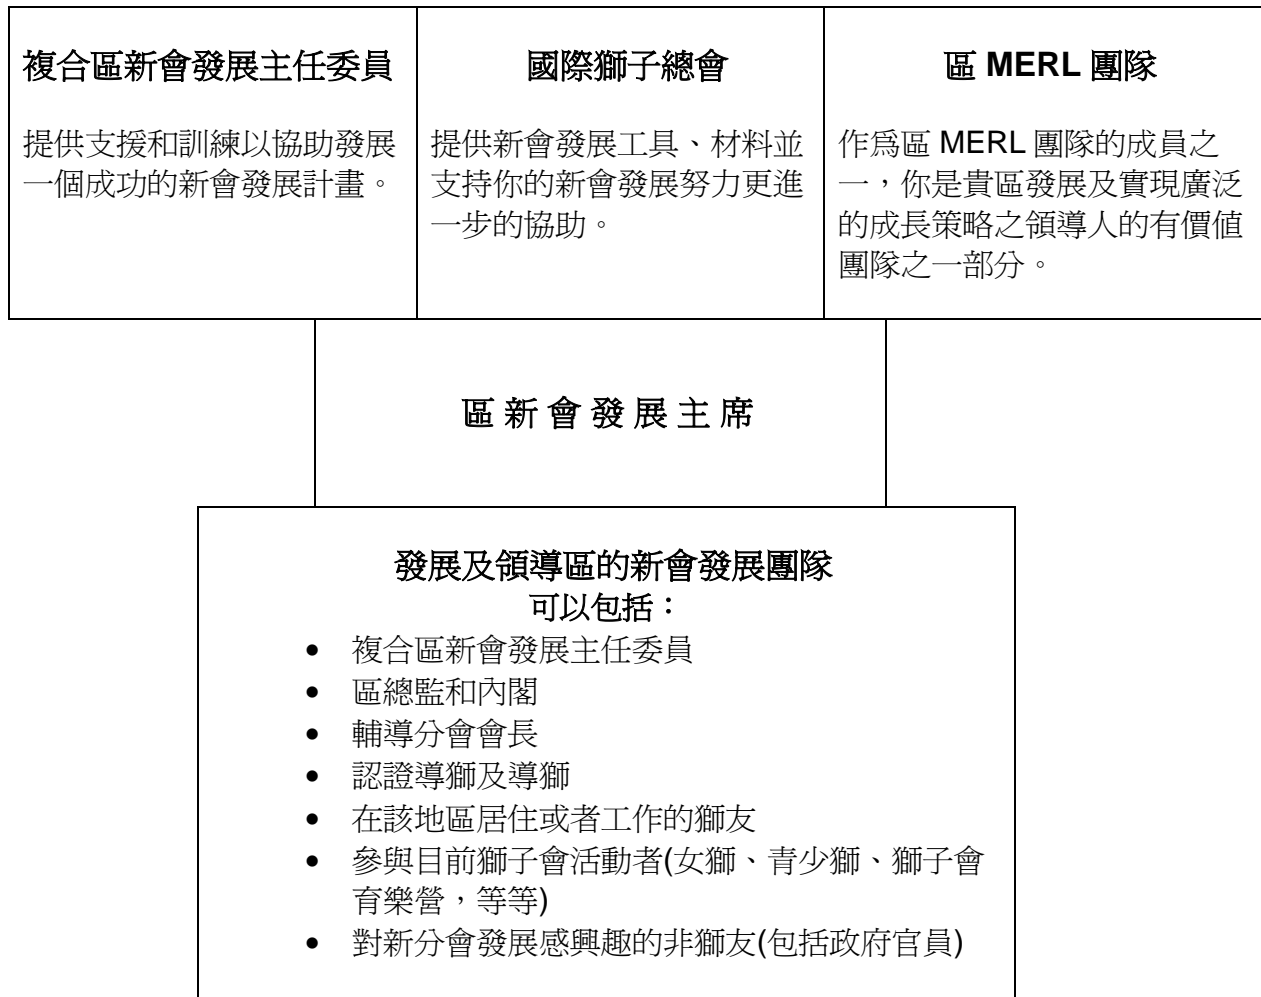 複合區新會發展主任委員
提供支援和訓練以協助發展
一個成功的新會發展計畫。
國際獅子總會
提供新會發展工具、材料並
支持你的新會發展努力更進
一步的協助。
區 MERL 團隊
作爲區 MERL 團隊的成員之
一，你是貴區發展及實現廣泛
的成長策略之領導人的有價値
團隊之一部分。
區新會發展主席
發展及領導區的新會發展團隊
可以包括：
• 複合區新會發展主任委員
• 區總監和內閣
• 輔導分會會長
• 認證導獅及導獅
• 在該地區居住或者工作的獅友
• 參與目前獅子會活動者(女獅、青少獅、獅子會
育樂營，等等)
• 對新分會發展感興趣的非獅友(包括政府官員)